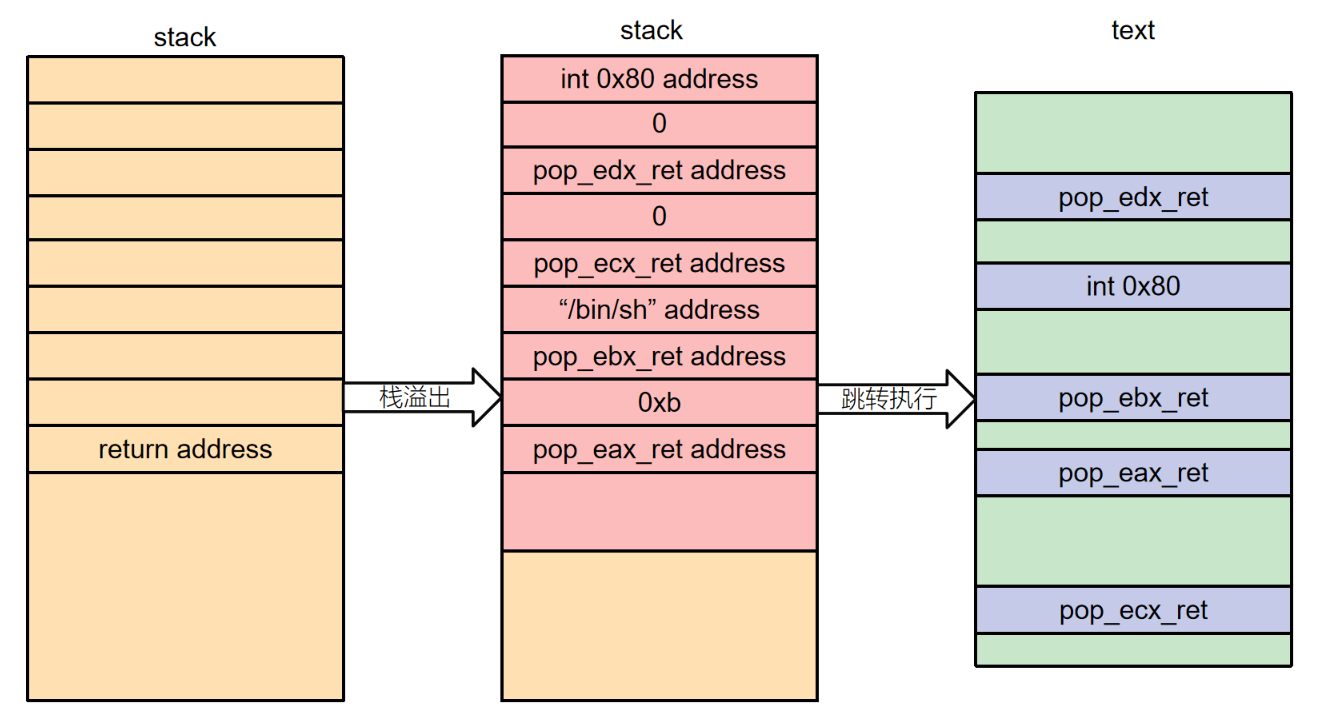 stack
return address
栈溢出
stack
int 0x80 address
0
pop_edx_ret address
0
pop_ecx_ret address
“/bin/sh” address
pop_ebx_ret address
0xb
pop_eax_ret address
跳转执行
text
pop_edx_ret
int 0x80
pop_ebx_ret
pop_eax_ret
pop_ecx_ret